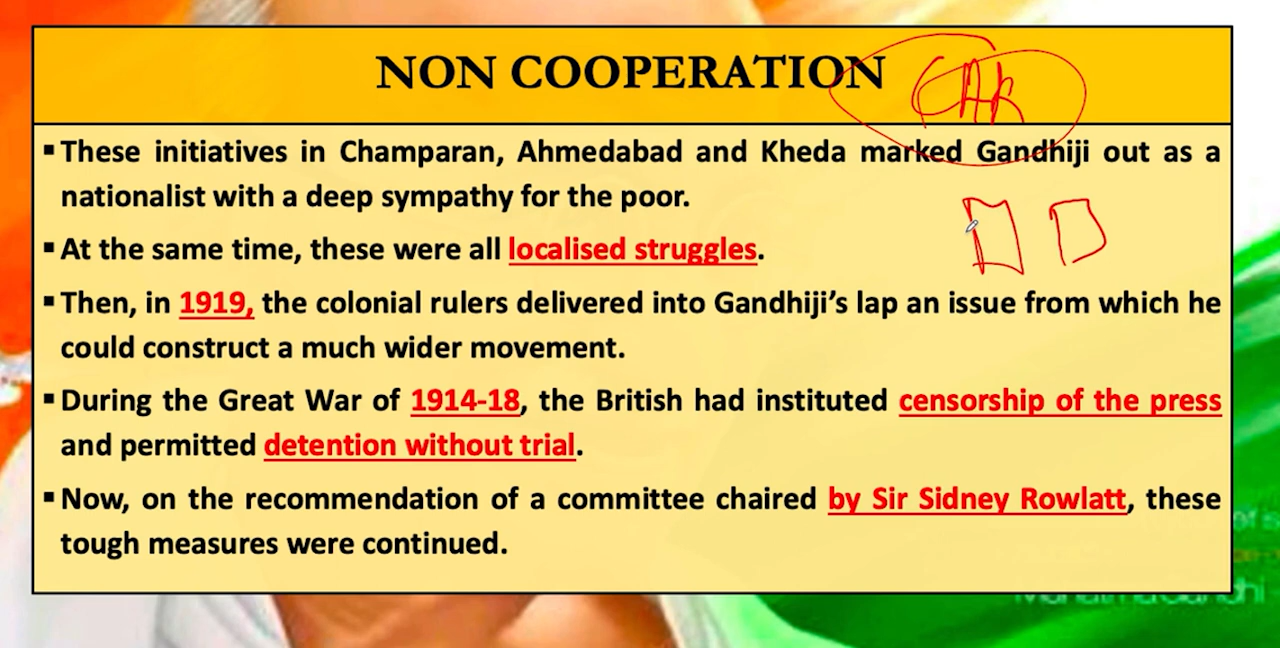 NON COOPERATION
CAK
▪ These initiatives in Champaran, Ahmedabad and Kheda marked Gandhiji out as a
nationalist with a deep sympathy for the poor.
▪ At the same time, these were all localised struggles.
▪ Then, in 1919, the colonial rulers delivered into Gandhiji’s lap an issue from which he
could construct a much wider movement.
▪ During the Great War of 1914-18, the British had instituted censorship of the press
and permitted detention without trial.
▪ Now, on the recommendation of a committee chaired by Sir Sidney Rowlatt, these
tough measures were continued.